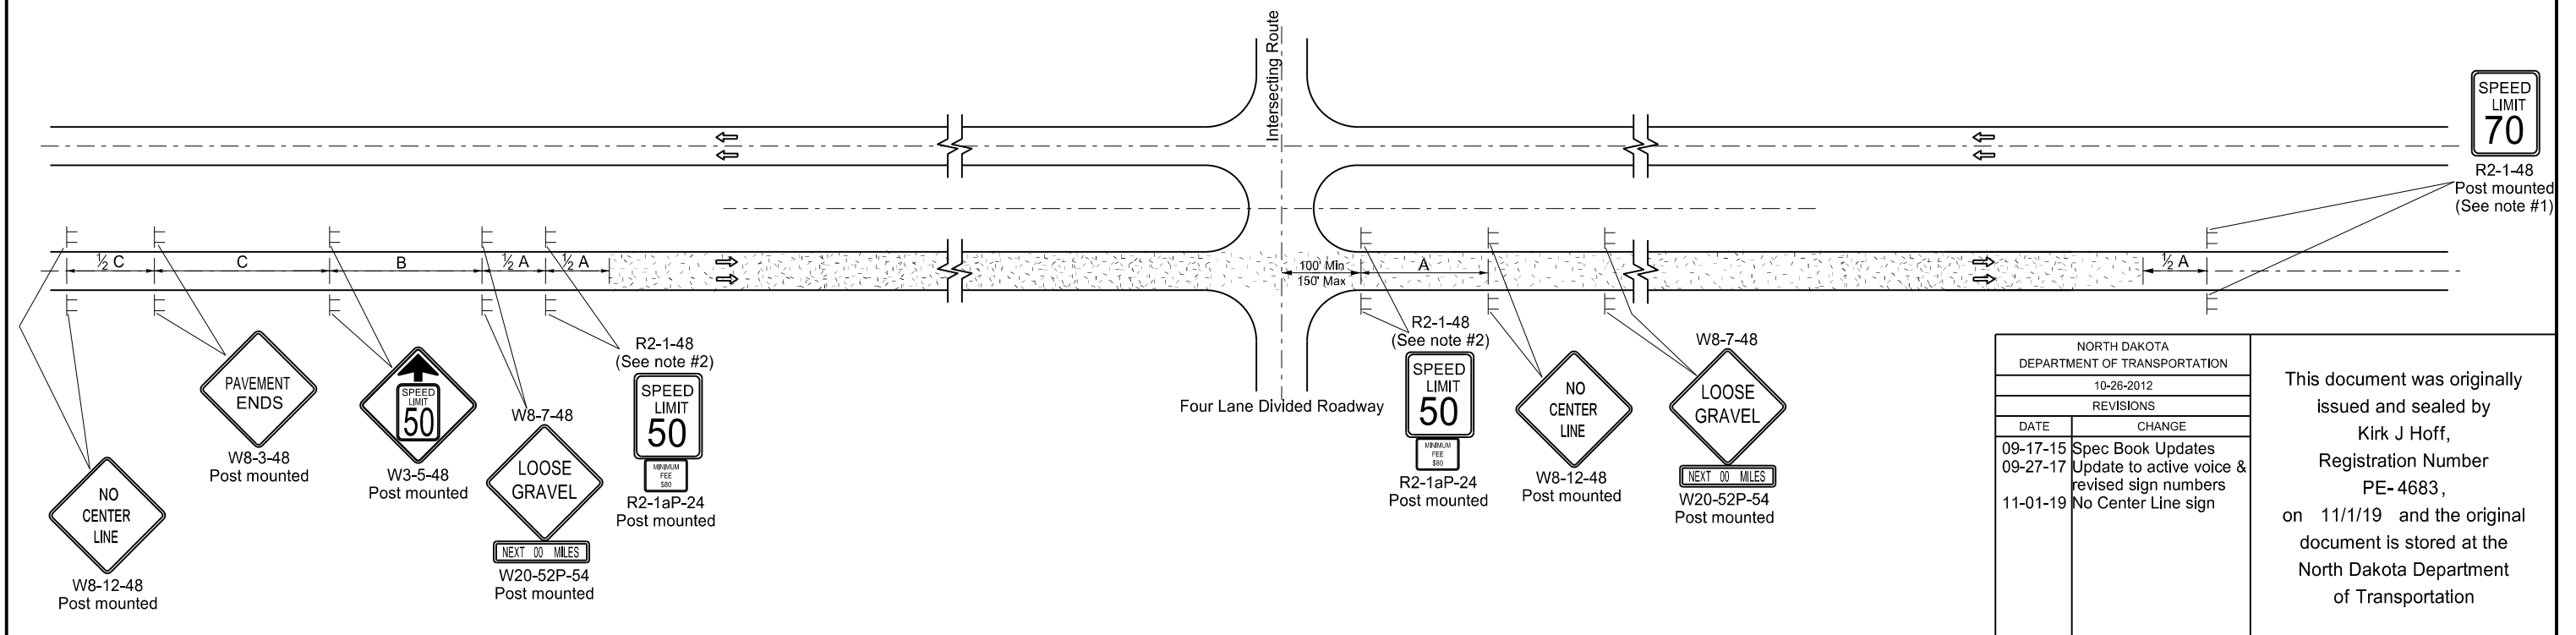 Intersecting Route
SPEED
LIMIT
70
R2-1-48
Post mounted
(See note #1)
½ C
C
B
½ A
½ A
100' Min
150' Max
A
½ A
NO
CENTER
LINE
W8-12-48
Post mounted
PAVEMENT
ENDS
W8-3-48
Post mounted
SPEED
LIMIT
50
W3-5-48
Post mounted
W8-7-48
LOOSE
GRAVEL
NEXT 00 MILES
W20-52P-54
Post mounted
R2-1-48
(See note #2)
SPEED
LIMIT
50
MINIMUM
FEE
$80
R2-1aP-24
Post mounted
Four Lane Divided Roadway
R2-1-48
(See note #2)
SPEED
LIMIT
50
MINIMUM
FEE
$80
R2-1aP-24
Post mounted
NO
CENTER
LINE
W8-12-48
Post mounted
W8-7-48
LOOSE
GRAVEL
NEXT 00 MILES
W20-52P-54
Post mounted
NORTH DAKOTA
DEPARTMENT OF TRANSPORTATION
10-26-2012
REVISIONS
DATE CHANGE
09-17-15 Spec Book Updates
09-27-17 Update to active voice &
revised sign numbers
11-01-19 No Center Line sign
This document was originally
issued and sealed by
Kirk J Hoff,
Registration Number
PE- 4683,
on 11/1/19 and the original
document is stored at the
North Dakota Department
of Transportation